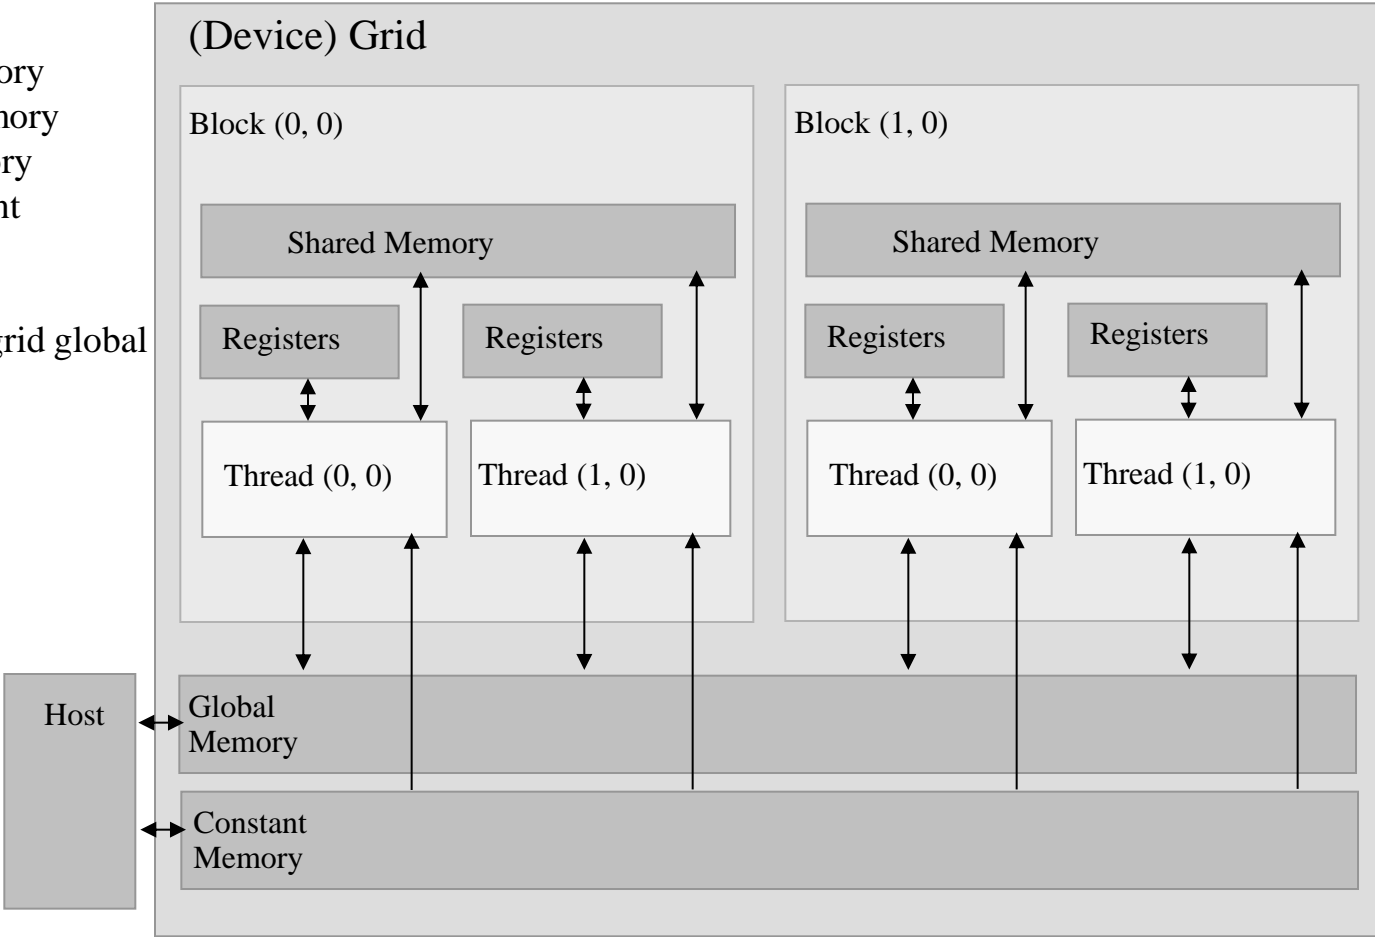 (Device) Grid
ory
nory
ory
nt
grid global
Block (0, 0)
Shared Memory
Registers
Registers
Thread (0, 0)
Thread (1, 0)
Block (1, 0)
Shared Memory
Registers
Registers
Thread (0, 0)
Thread (1, 0)
Host
Global
Memory
Constant
Memory